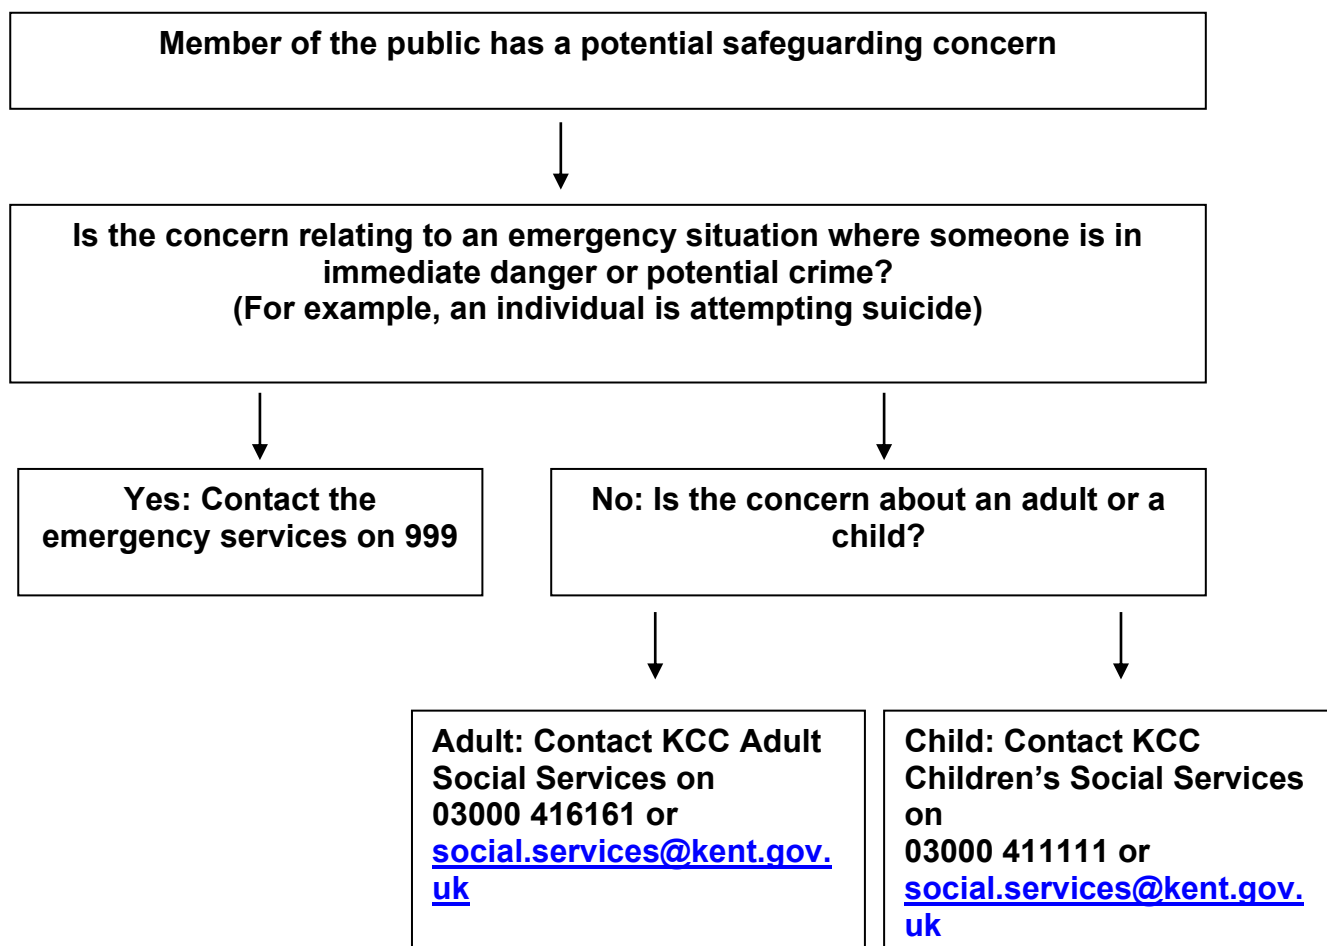 Member of the public has a potential safeguarding concern
Is the concern relating to an emergency situation where someone is in
immediate danger or potential crime?
(For example, an individual is attempting suicide)
Yes: Contact the
emergency services on 999
No: Is the concern about an adult or a
child?
Adult: Contact KCC Adult
Social Services on
03000 416161 or
social.services@kent.gov.
uk
Child: Contact KCC
Children’s Social Services
on
03000 411111 or
social.services@kent.gov.
uk